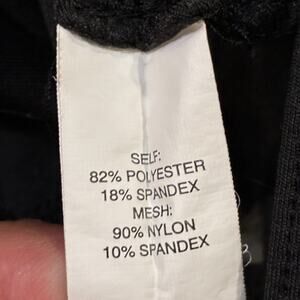 SELF:
82% POLYESTER
18% SPANDEX
MESH:
90% NYLON
10% SPANDEX